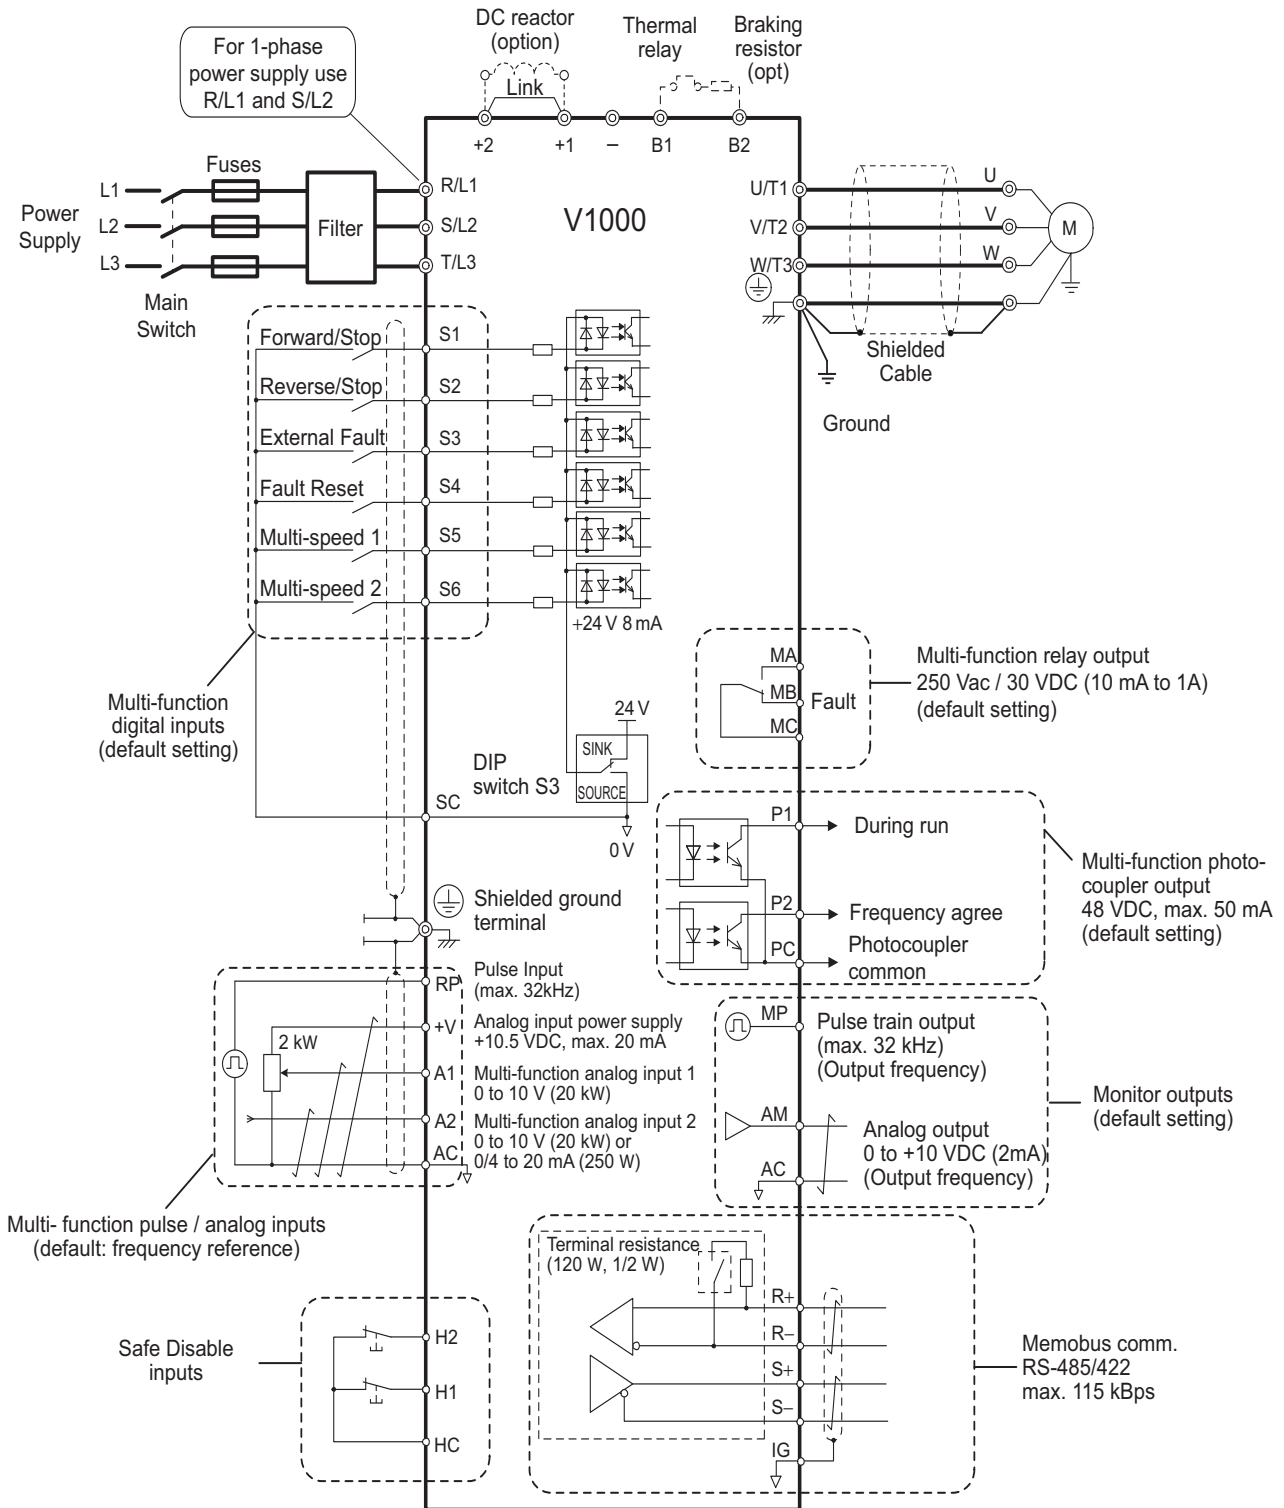 DC reactor
(option)
Thermal
relay
Braking
resistor
(opt)
For 1-phase
power supply use
R/L1 and S/L2
Link
+2
+1
–
B1
B2
Fuses
Power
Supply
L1
L2
L3
Filter
Main
Switch
R/L1
S/L2
T/L3
V1000
U/T1
V/T2
W/T3
U
V
W
M
Shielded
Cable
Ground
Forward/Stop
S1
Reverse/Stop
S2
External Fault
S3
Fault Reset
S4
Multi-speed 1
S5
Multi-speed 2
S6
+24 V 8 mA
Multi-function
digital inputs
(default setting)
24 V
SINK
SOURCE
DIP
switch S3
SC
0 V
MA
MB
MC
Fault
Multi-function relay output
250 Vac / 30 VDC (10 mA to 1A)
(default setting)
P1
During run
P2
Frequency agree
PC
Photocoupler
common
Multi-function photo-
coupler output
48 VDC, max. 50 mA
(default setting)
Shielded ground
terminal
RP
Pulse Input
(max. 32kHz)
+V
Analog input power supply
+10.5 VDC, max. 20 mA
2 kW
A1
Multi-function analog input 1
0 to 10 V (20 kW)
A2
Multi-function analog input 2
0 to 10 V (20 kW) or
0/4 to 20 mA (250 W)
AC
Multi- function pulse / analog inputs
(default: frequency reference)
MP
Pulse train output
(max. 32 kHz)
(Output frequency)
AM
Analog output
0 to +10 VDC (2mA)
(Output frequency)
AC
Monitor outputs
(default setting)
Terminal resistance
(120 W, 1/2 W)
R+
R–
S+
S–
IG
Memobus comm.
RS-485/422
max. 115 kBps
Safe Disable
inputs
H2
H1
HC